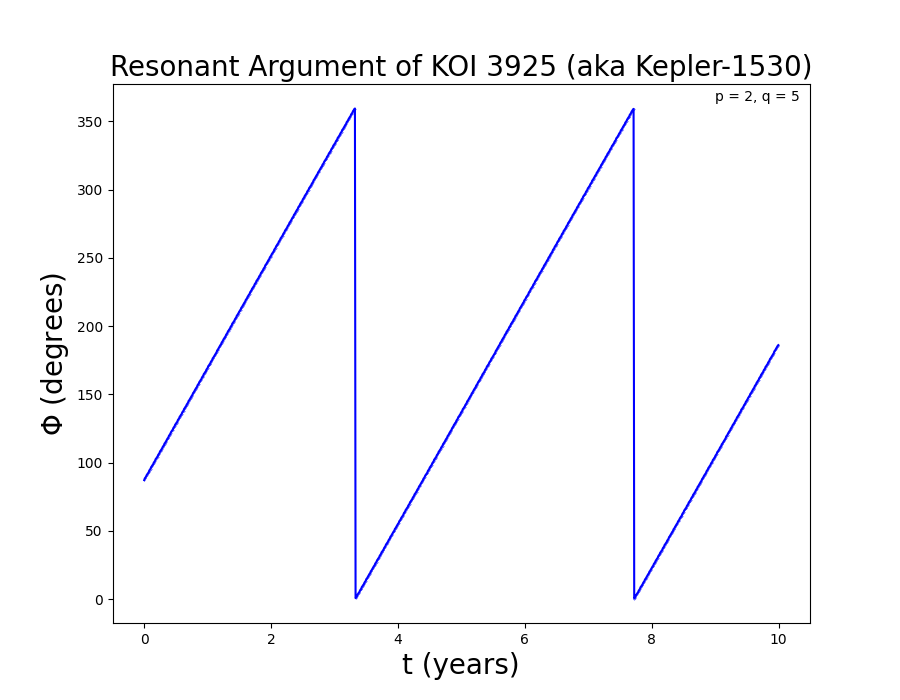 Resonant Argument of KOI 3925 (aka Kepler-1530)
p = 2, q = 5
350
300
250
200
150
100
50
0
Φ (degrees)
0 2 4 6 8 10
t (years)